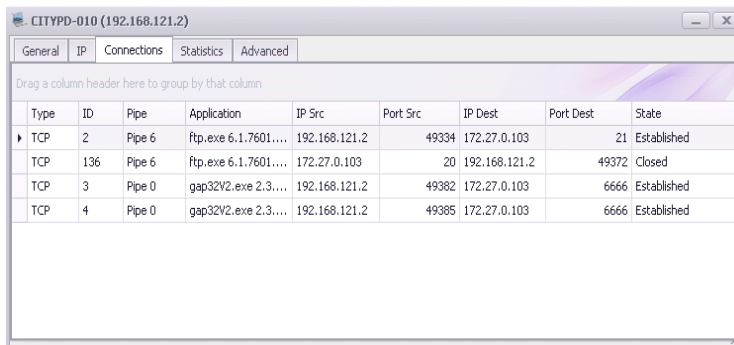 CITYPD-010 (192.168.121.2)
General IP Connections Statistics Advanced
Drag a column header here to group by that column
Type ID Pipe Application IP Src Port Src IP Dest Port Dest State
TCP 2 Pipe 6 ftp.exe 6.1.7601.... 192.168.121.2 49334 172.27.0.103 21 Established
TCP 136 Pipe 6 ftp.exe 6.1.7601.... 172.27.0.103 20 192.168.121.2 49372 Closed
TCP 3 Pipe 0 gap32V2.exe 2.3.... 192.168.121.2 49382 172.27.0.103 6666 Established
TCP 4 Pipe 0 gap32V2.exe 2.3.... 192.168.121.2 49385 172.27.0.103 6666 Established